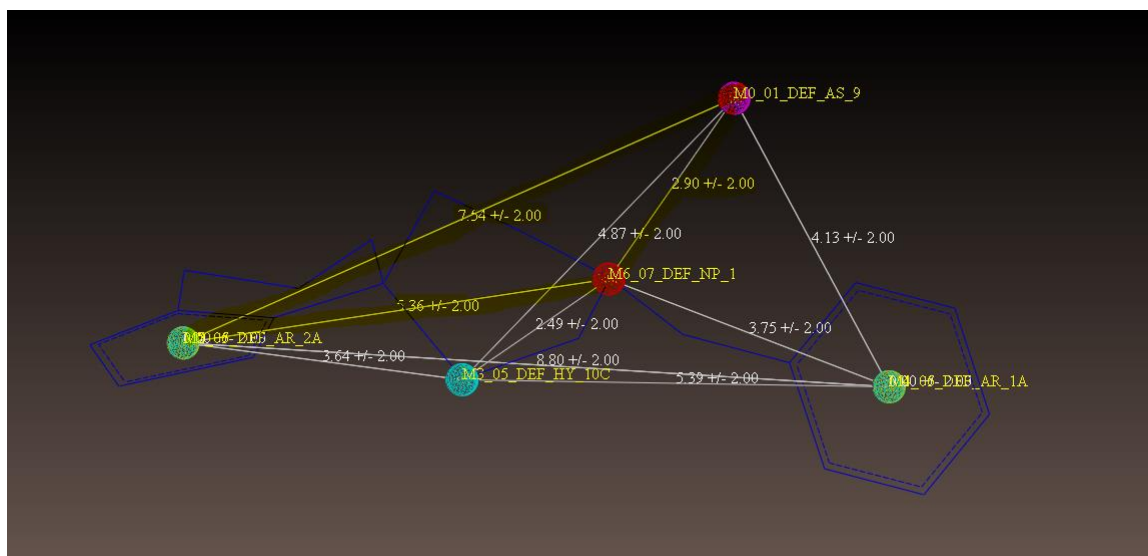 M0_01_DEF_AS_9
2.90 +/- 2.00
7.54 +/- 2.00
4.87 +/- 2.00
4.13 +/- 2.00
M6_07_DEF_NP_1
5.36 +/- 2.00
2.49 +/- 2.00
3.75 +/- 2.00
AR_2A
3.64 +/- 2.00
8.80 +/- 2.00
M3_05_DEF_HY_10C
5.39 +/- 2.00
AR_1A